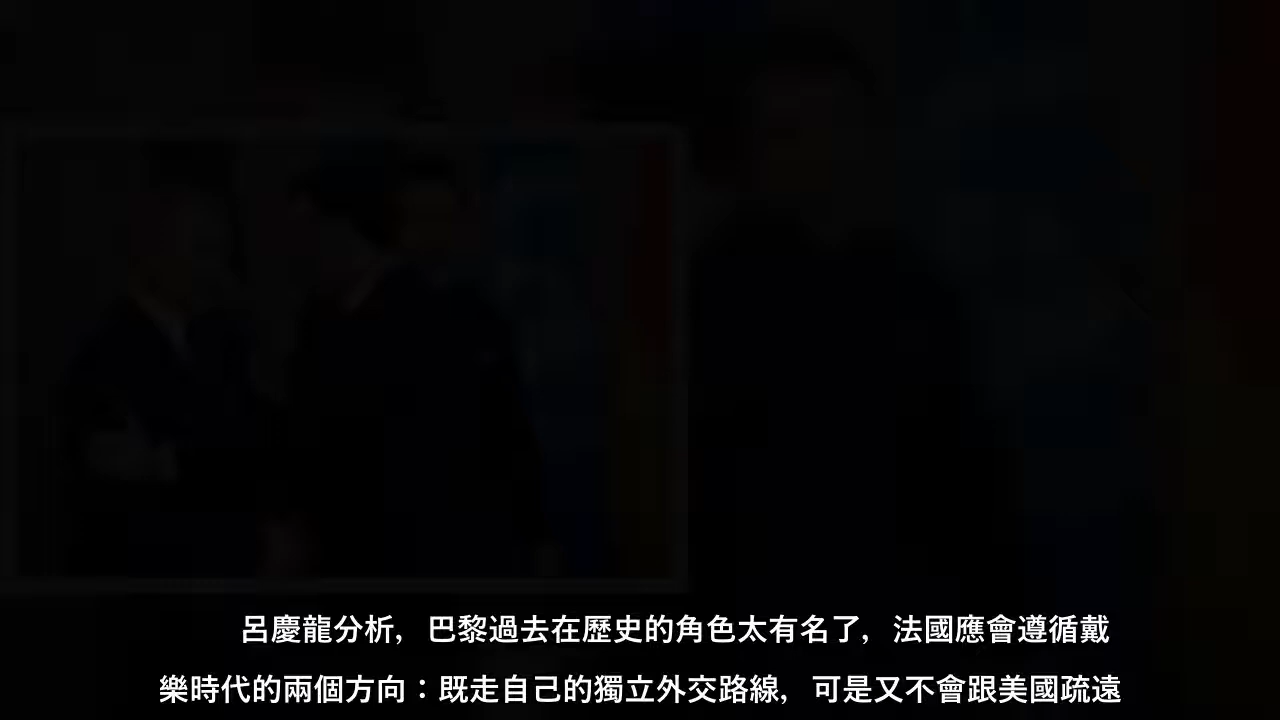 呂慶龍分析，巴黎過去在歷史的角色太有名了，法國應會遵循戴
樂時代的兩個方向：既走自己的獨立外交路線，可是又不會跟美國疏遠